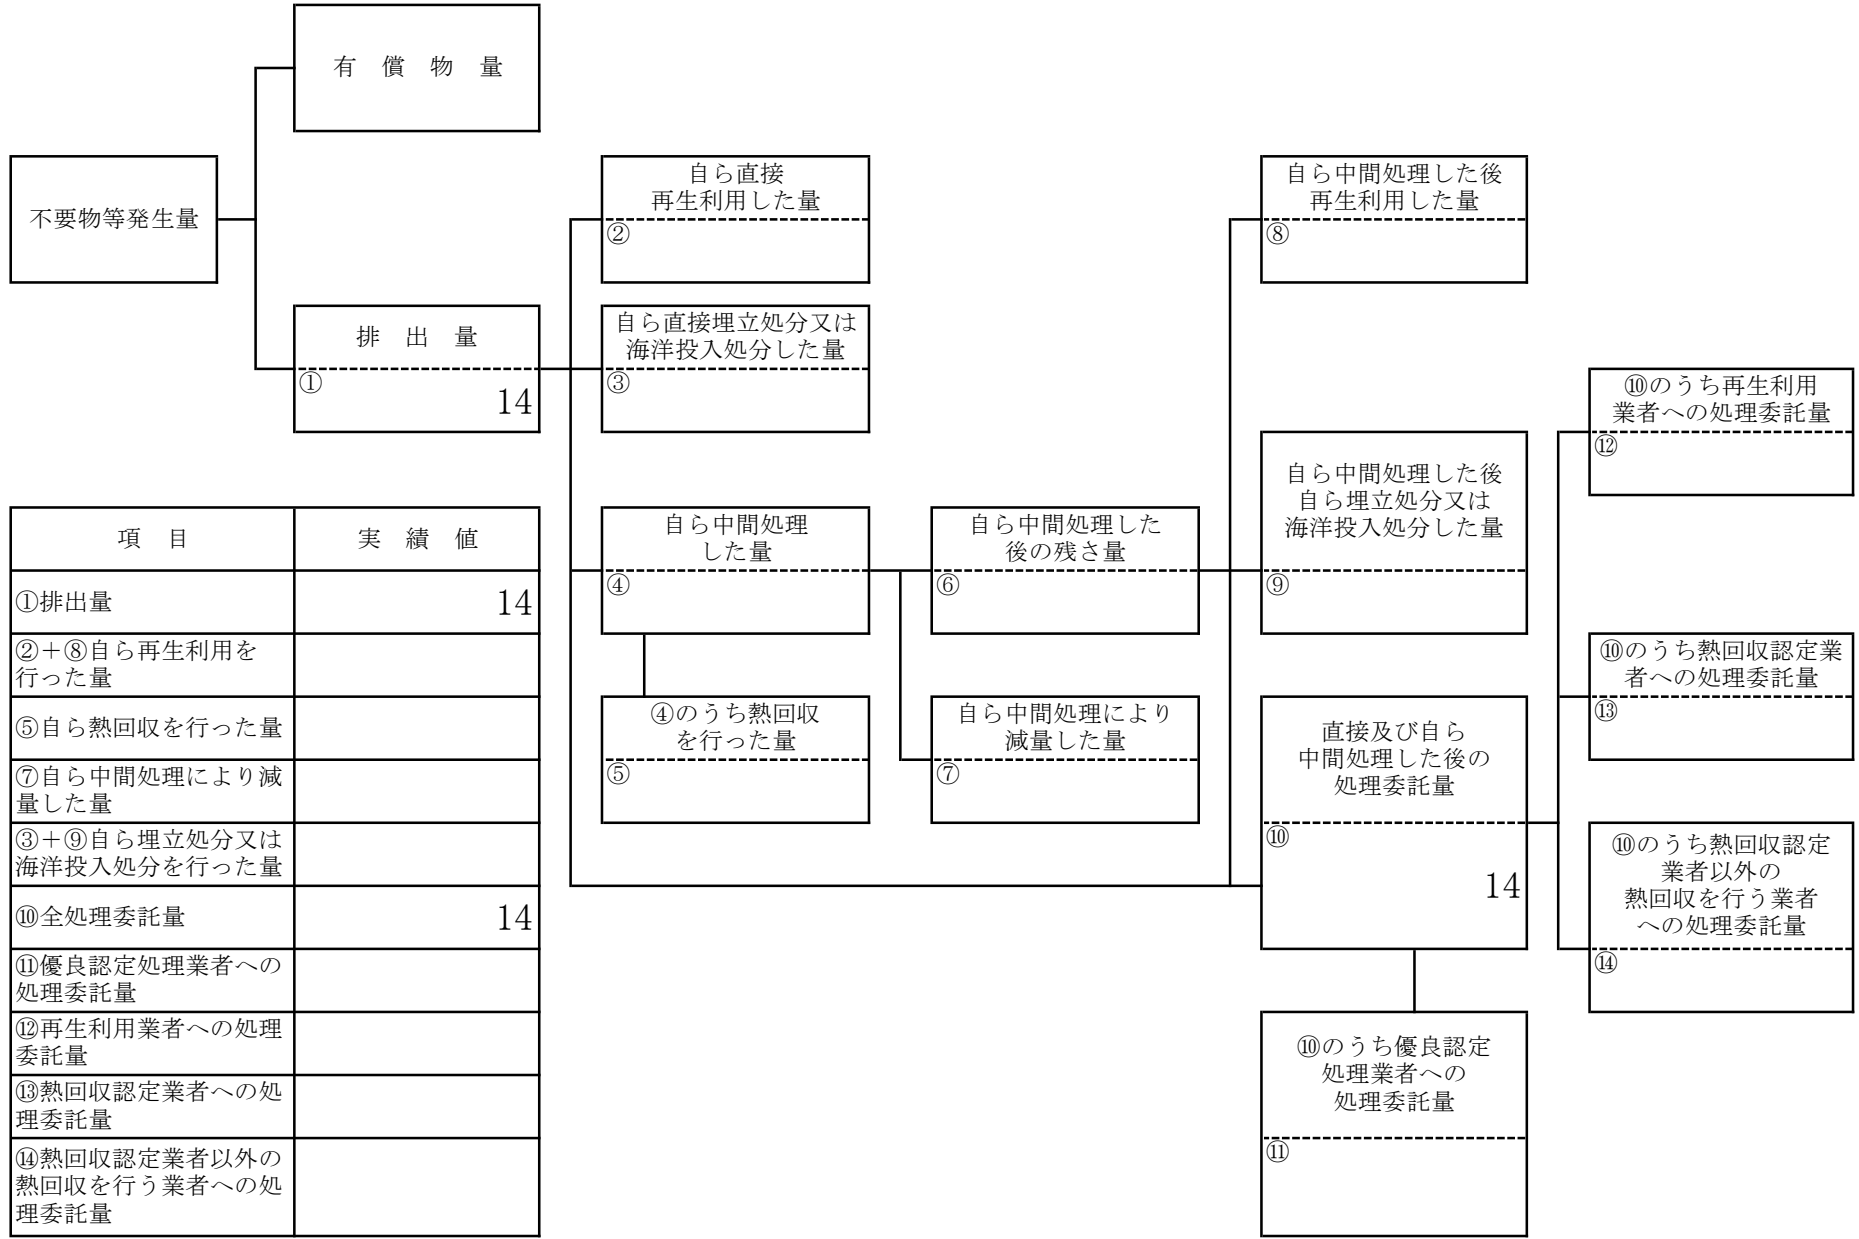 有　償　物　量
不要物等発生量
排　出　量
①
14
自ら直接
再生利用した量
②
自ら直接埋立処分又は
海洋投入処分した量
③
自ら中間処理
した量
④
④のうち熱回収
を行った量
⑤
自ら中間処理した
後の残さ量
⑥
自ら中間処理により
減量した量
⑦
自ら中間処理した後
再生利用した量
⑧
自ら中間処理した後
自ら埋立処分又は
海洋投入処分した量
⑨
直接及び自ら
中間処理した後の
処理委託量
⑩
14
⑩のうち優良認定
処理業者への
処理委託量
⑪
⑩のうち再生利用
業者への処理委託量
⑫
⑩のうち熱回収認定業
者への処理委託量
⑬
⑩のうち熱回収認定
業者以外の
熱回収を行う業者
への処理委託量
⑭
項　目
実　績　値
①排出量
14
②＋⑧自ら再生利用を
行った量
⑤自ら熱回収を行った量
⑦自ら中間処理により減
量した量
③＋⑨自ら埋立処分又は
海洋投入処分を行った量
⑩全処理委託量
14
⑪優良認定処理業者への
処理委託量
⑫再生利用業者への処理
委託量
⑬熱回収認定業者への処
理委託量
⑭熱回収認定業者以外の
熱回収を行う業者への処
理委託量